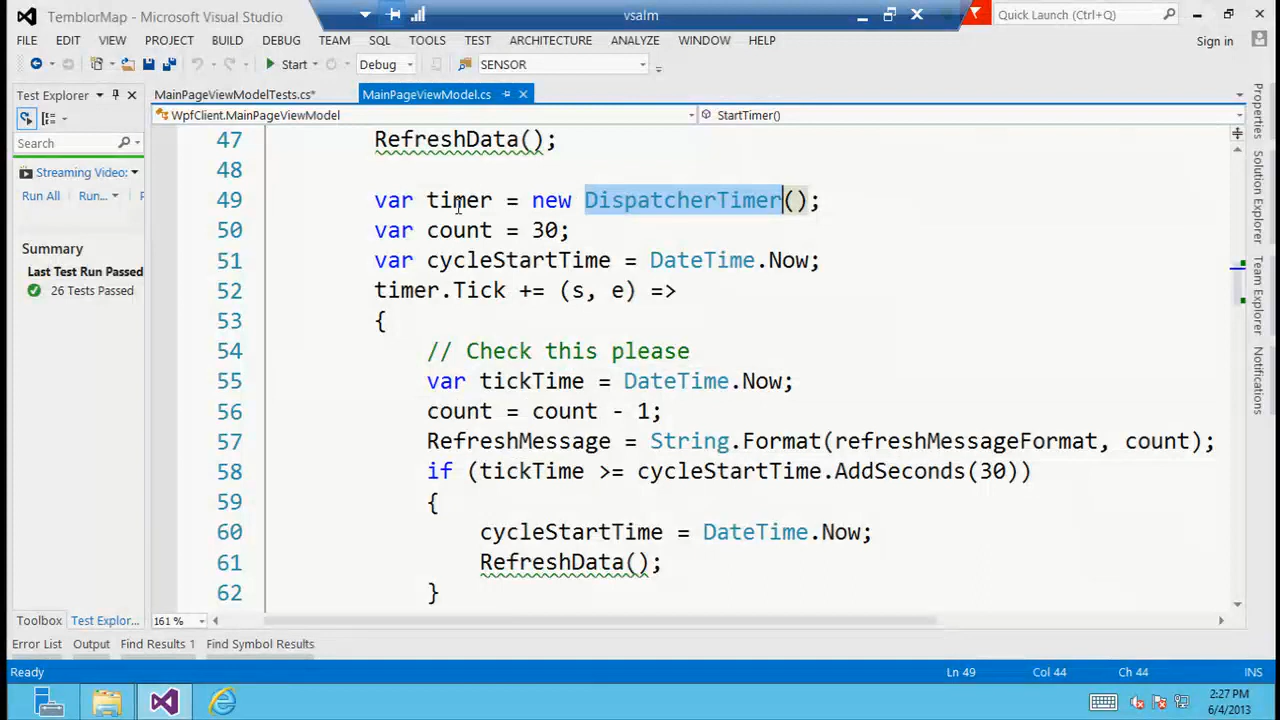 TemblorMap - Microsoft Visual Studio
vsalm
Quick Launch (Ctrl+Q)
FILE EDIT VIEW PROJECT BUILD DEBUG TEAM SQL TOOLS TEST ARCHITECTURE ANALYZE WINDOW HELP
Sign in
Start Debug SENSOR
Test Explorer
MainPageViewModelTests.cs* MainPageViewModel.cs
WpfClient.MainPageViewModel StartTimer()
Search
Streaming Video:
Run All Run...
Summary
Last Test Run Passed
26 Tests Passed
47 RefreshData();
48
49 var timer = new DispatcherTimer();
50 var count = 30;
51 var cycleStartTime = DateTime.Now;
52 timer.Tick += (s, e) =>
53 {
54 // Check this please
55 var tickTime = DateTime.Now;
56 count = count - 1;
57 RefreshMessage = String.Format(refreshMessageFormat, count);
58 if (tickTime >= cycleStartTime.AddSeconds(30))
59 {
60 cycleStartTime = DateTime.Now;
61 RefreshData();
62 }
Properties
Solution Explorer
Team Explorer
Notifications
Toolbox Test Explor...
161 %
Error List Output Find Results 1 Find Symbol Results
Ready Ln 49 Col 44 Ch 44 INS
2:27 PM
6/4/2013